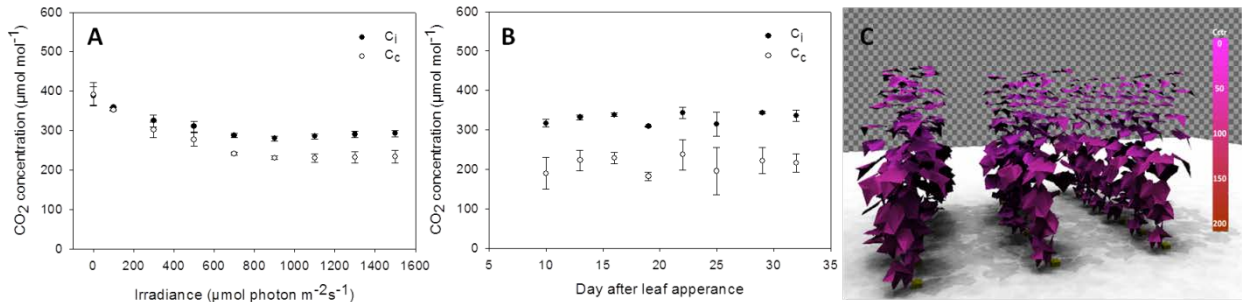 A
CO2 concentration (µmol mol-1)
600
500
400
300
200
100
0
Ci
Cc
0 200 400 600 800 1000 1200 1400 1600
Irradiance (µmol photon m-2s-1)
B
CO2 concentration (µmol mol-1)
600
500
400
300
200
100
0
Ci
Cc
5 10 15 20 25 30 35
Day after leaf apperance
C
Cctr
0
50
100
150
200